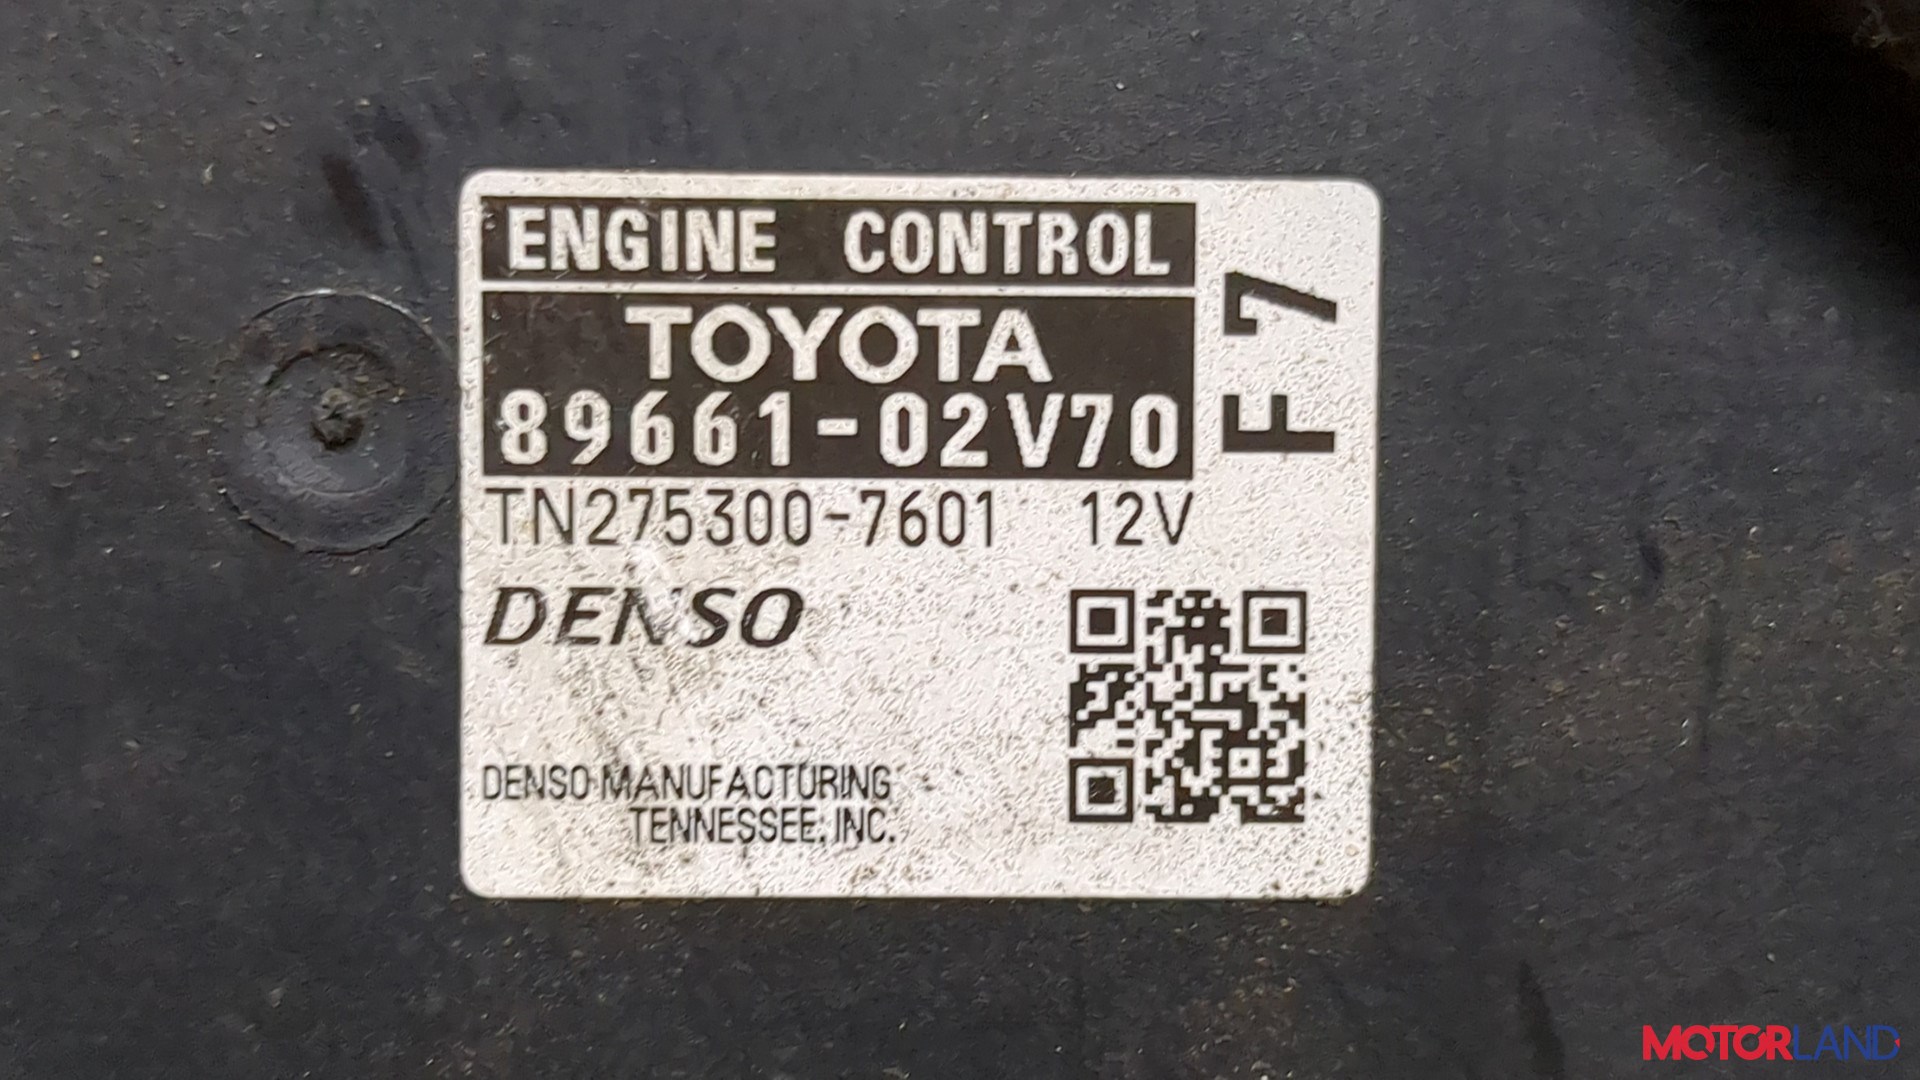 ENGINE CONTROL
TOYOTA
89661-02V70
F7
TN275300-7601 12V
DENSO
DENSO MANUFACTURING
TENNESSEE, INC.
MOTORLAND